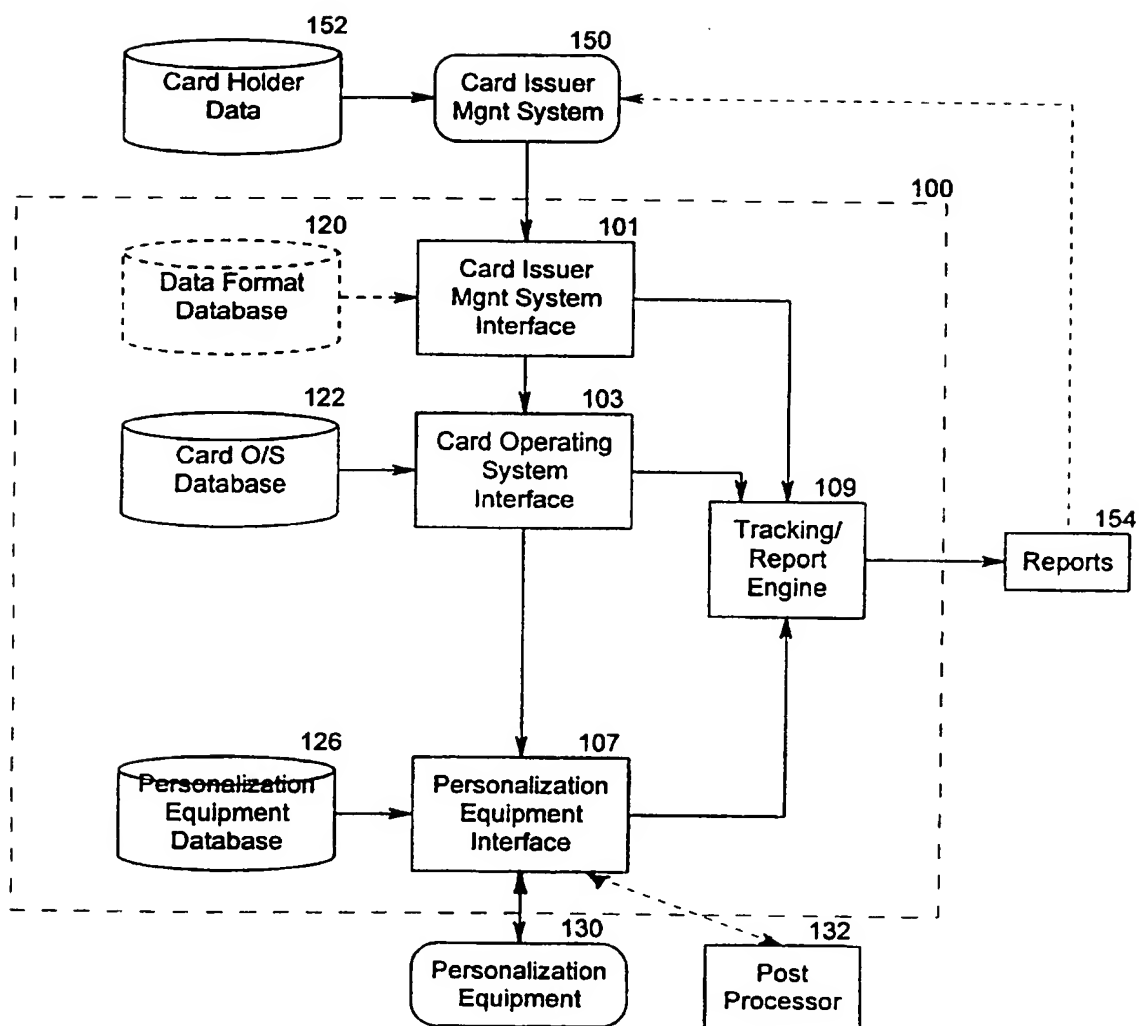 152
Card Holder
Data
150
Card Issuer
Mgnt System
100
120
Data Format
Database
101
Card Issuer
Mgnt System
Interface
122
Card O/S
Database
103
Card Operating
System
Interface
109
Tracking/
Report
Engine
154
Reports
126
Personalization
Equipment
Database
107
Personalization
Equipment
Interface
130
Personalization
Equipment
132
Post
Processor